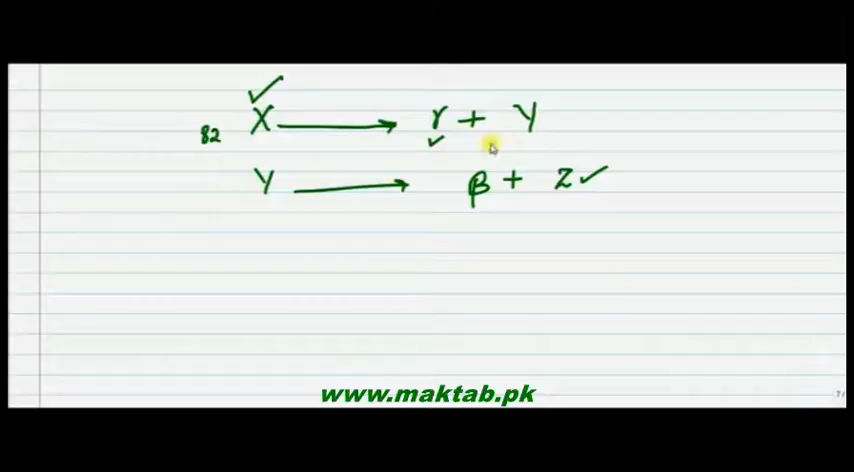 82 X → γ + Y
Y → β + Z
www.maktab.pk